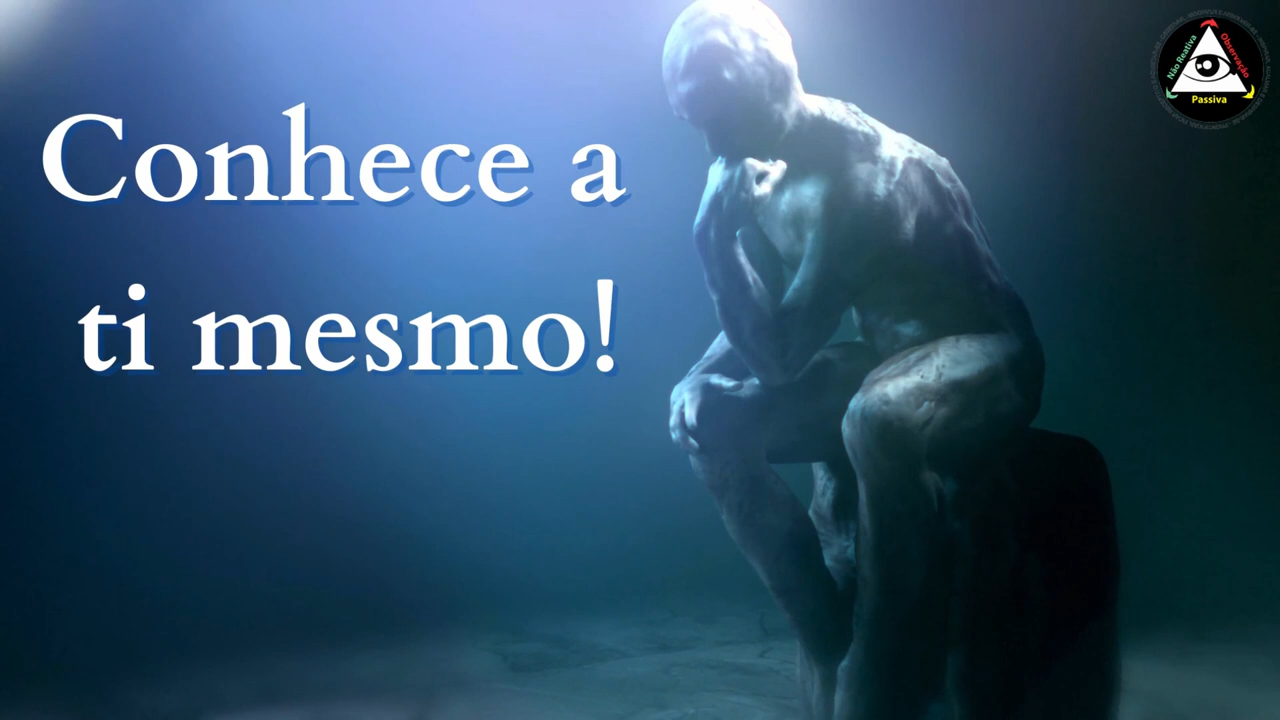 Conhece a
ti mesmo!
Não Reativa
Observação
Passiva